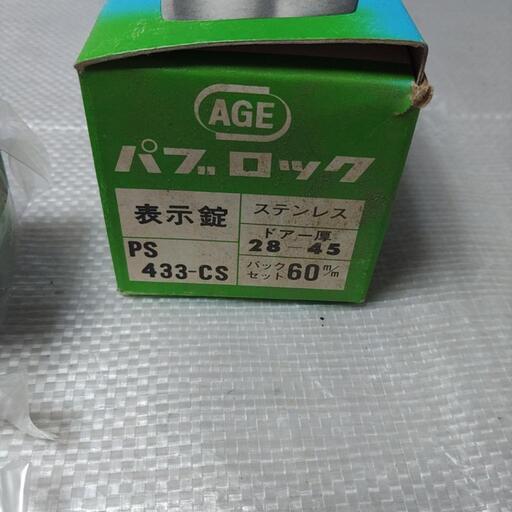 AGE
パブロック
表示錠
ステンレス
PS
433-CS
ドアー厚
28-45
バック
セット 60m/m